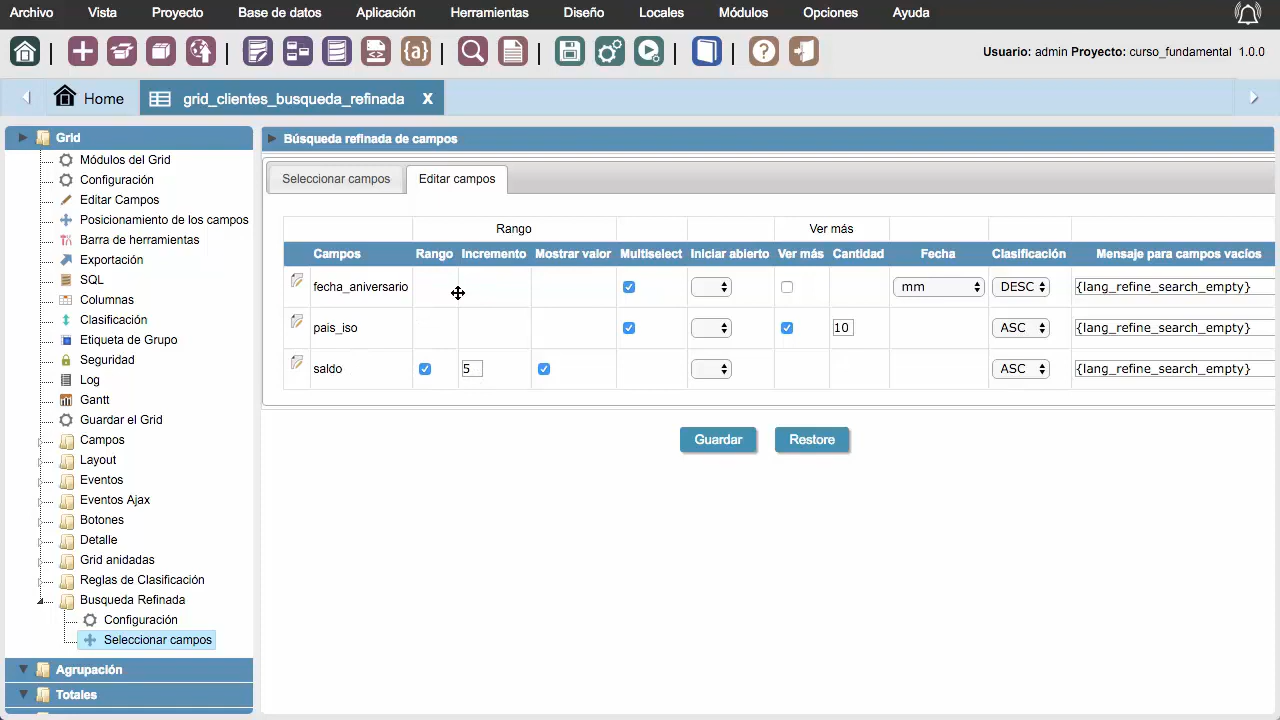 Archivo Vista Proyecto Base de datos Aplicación Herramientas Diseño Locales Módulos Opciones Ayuda
{a} Usuario: admin Proyecto: curso_fundamental 1.0.0
Home grid_clientes_busqueda_refinada X
Grid
Módulos del Grid
Configuración
Editar Campos
Posicionamiento de los campos
Barra de herramientas
Exportación
SQL
Columnas
Clasificación
Etiqueta de Grupo
Seguridad
Log
Gantt
Guardar el Grid
Campos
Layout
Eventos
Eventos Ajax
Botones
Detalle
Grid anidadas
Reglas de Clasificación
Busqueda Refinada
Configuración
Seleccionar campos
Agrupación
Totales
Búsqueda refinada de campos
Seleccionar campos Editar campos
Rango Ver más
Campos Rango Incremento Mostrar valor Multiselect Iniciar abierto Ver más Cantidad Fecha Clasificación Mensaje para campos vacíos
fecha_aniversario mm DESC {lang_refine_search_empty}
pais_iso 10 ASC {lang_refine_search_empty}
saldo 5 ASC {lang_refine_search_empty}
Guardar Restore